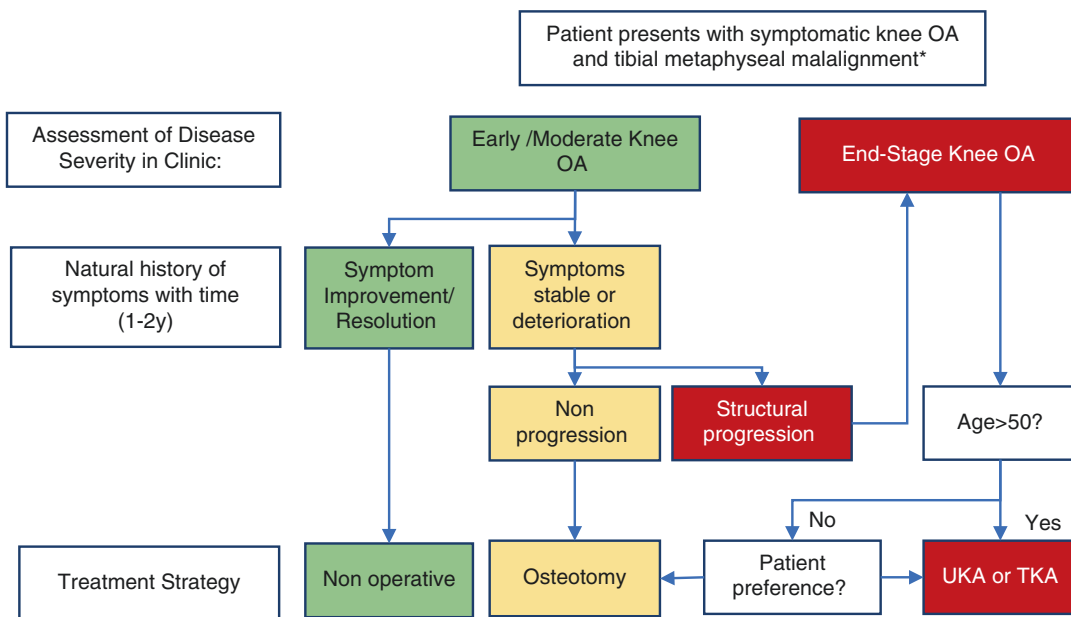 Patient presents with symptomatic knee OA
and tibial metaphyseal malalignment*
Assessment of Disease
Severity in Clinic:
Early /Moderate Knee
OA
End-Stage Knee OA
Natural history of
symptoms with time
(1-2y)
Symptom
Improvement/
Resolution
Symptoms
stable or
deterioration
Non
progression
Structural
progression
Age>50?
No
Yes
Treatment Strategy
Non operative
Osteotomy
Patient
preference?
UKA or TKA